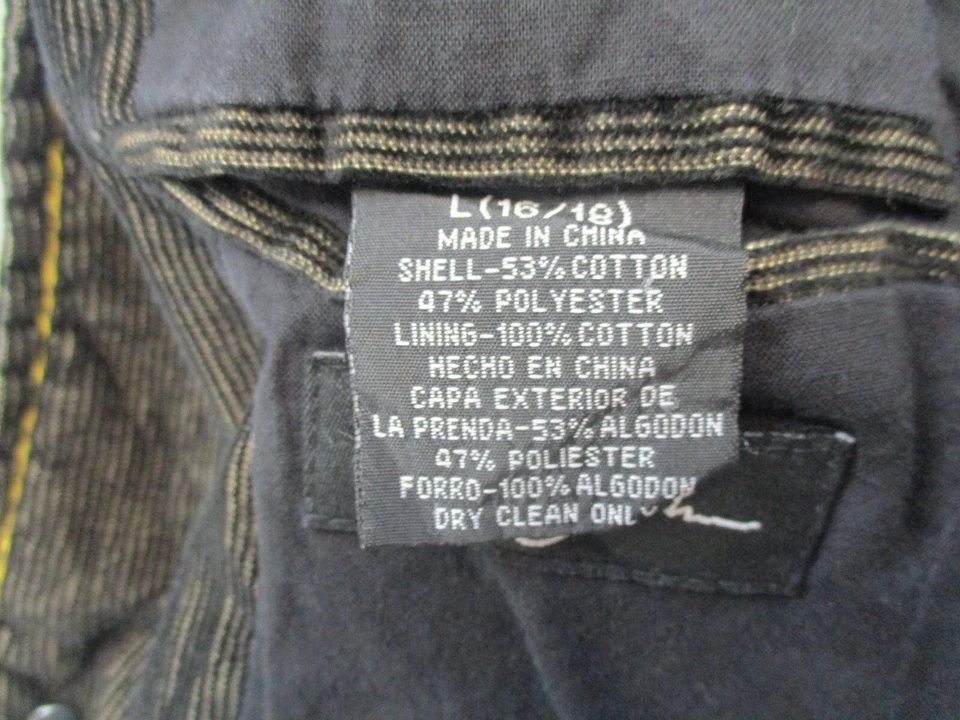 L(16/18)
MADE IN CHINA
SHELL-53% COTTON
47% POLYESTER
LINING-100% COTTON
HECHO EN CHINA
CAPA EXTERIOR DE
LA PRENDA-53% ALGODON
47% POLIESTER
FORRO-100% ALGODON
DRY CLEAN ONLY